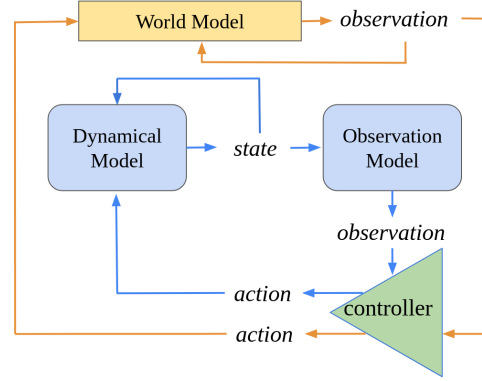 World Model
observation
Dynamical
Model
state
Observation
Model
observation
action
controller
action